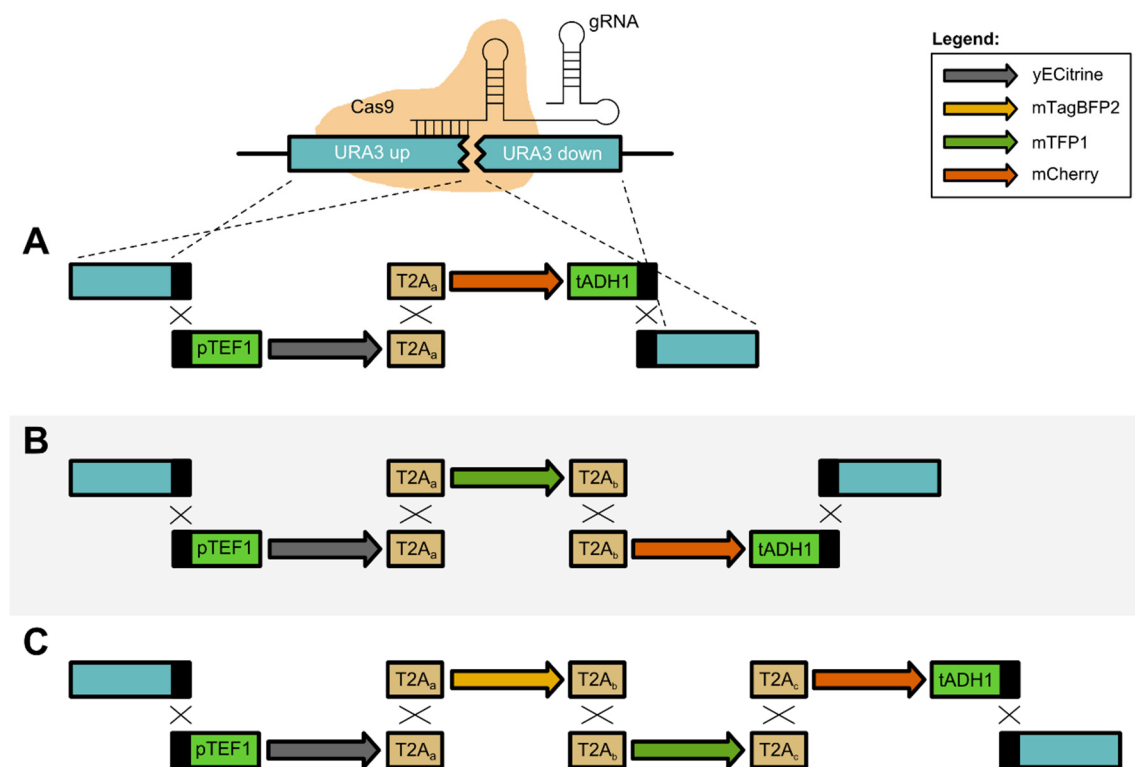 gRNA
Cas9
URA3 up
URA3 down
Legend:
yECitrine
mTagBFP2
mTFP1
mCherry
A
T2Aa
tADH1
pTEF1
T2Aa
B
T2Aa
T2Ab
pTEF1
T2Aa
T2Ab
tADH1
C
T2Aa
T2Ab
T2Ac
tADH1
pTEF1
T2Aa
T2Ab
T2Ac